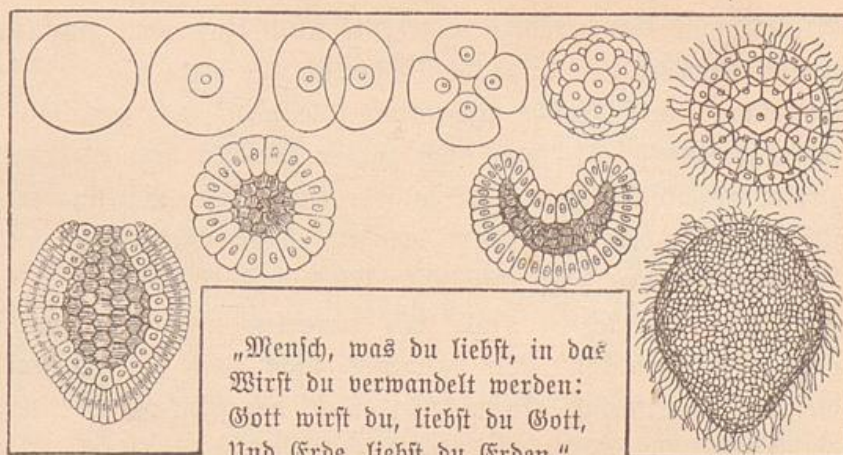 „Mensch, was du liebst, in das
Wirst du verwandelt werden:
Gott wirst du, liebst du Gott,
Und Erde, liebst du Erden.“